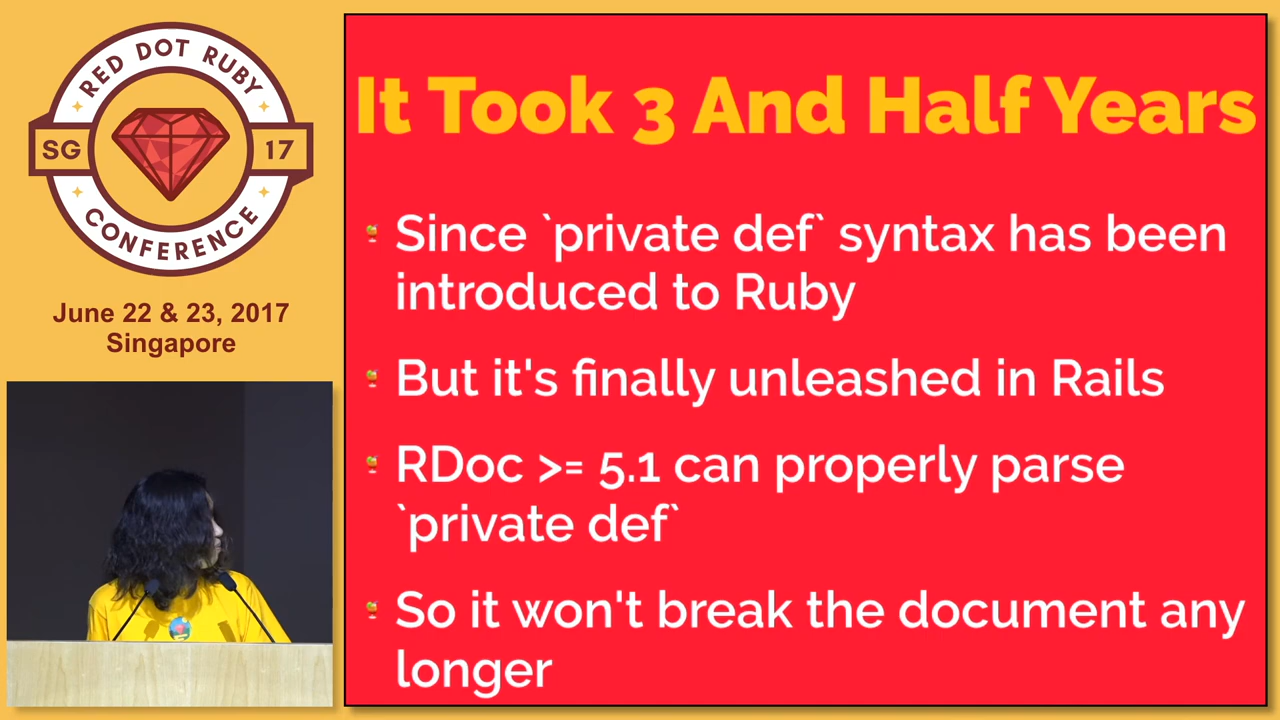 RED DOT RUBY
SG 17
CONFERENCE
June 22 & 23, 2017
Singapore
It Took 3 And Half Years
Since `private def` syntax has been
introduced to Ruby
But it's finally unleashed in Rails
RDoc >= 5.1 can properly parse
`private def`
So it won't break the document any
longer